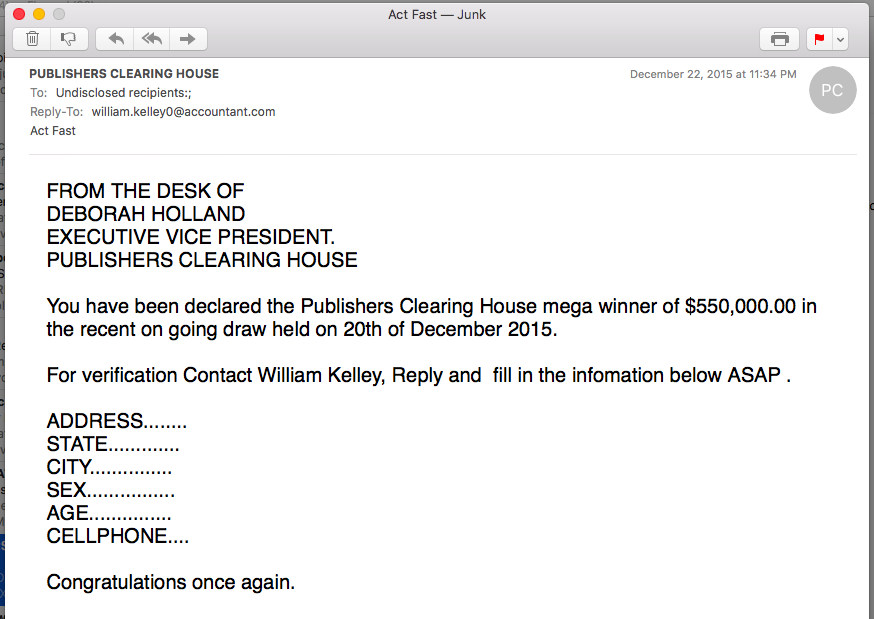 Act Fast — Junk
PUBLISHERS CLEARING HOUSE
December 22, 2015 at 11:34 PM
PC
To: Undisclosed recipients:;
Reply-To: william.kelley0@accountant.com
Act Fast
FROM THE DESK OF
DEBORAH HOLLAND
EXECUTIVE VICE PRESIDENT.
PUBLISHERS CLEARING HOUSE
You have been declared the Publishers Clearing House mega winner of $550,000.00 in
the recent on going draw held on 20th of December 2015.
For verification Contact William Kelley, Reply and  fill in the infomation below ASAP .
ADDRESS........
STATE.............
CITY...............
SEX................
AGE...............
CELLPHONE....
Congratulations once again.